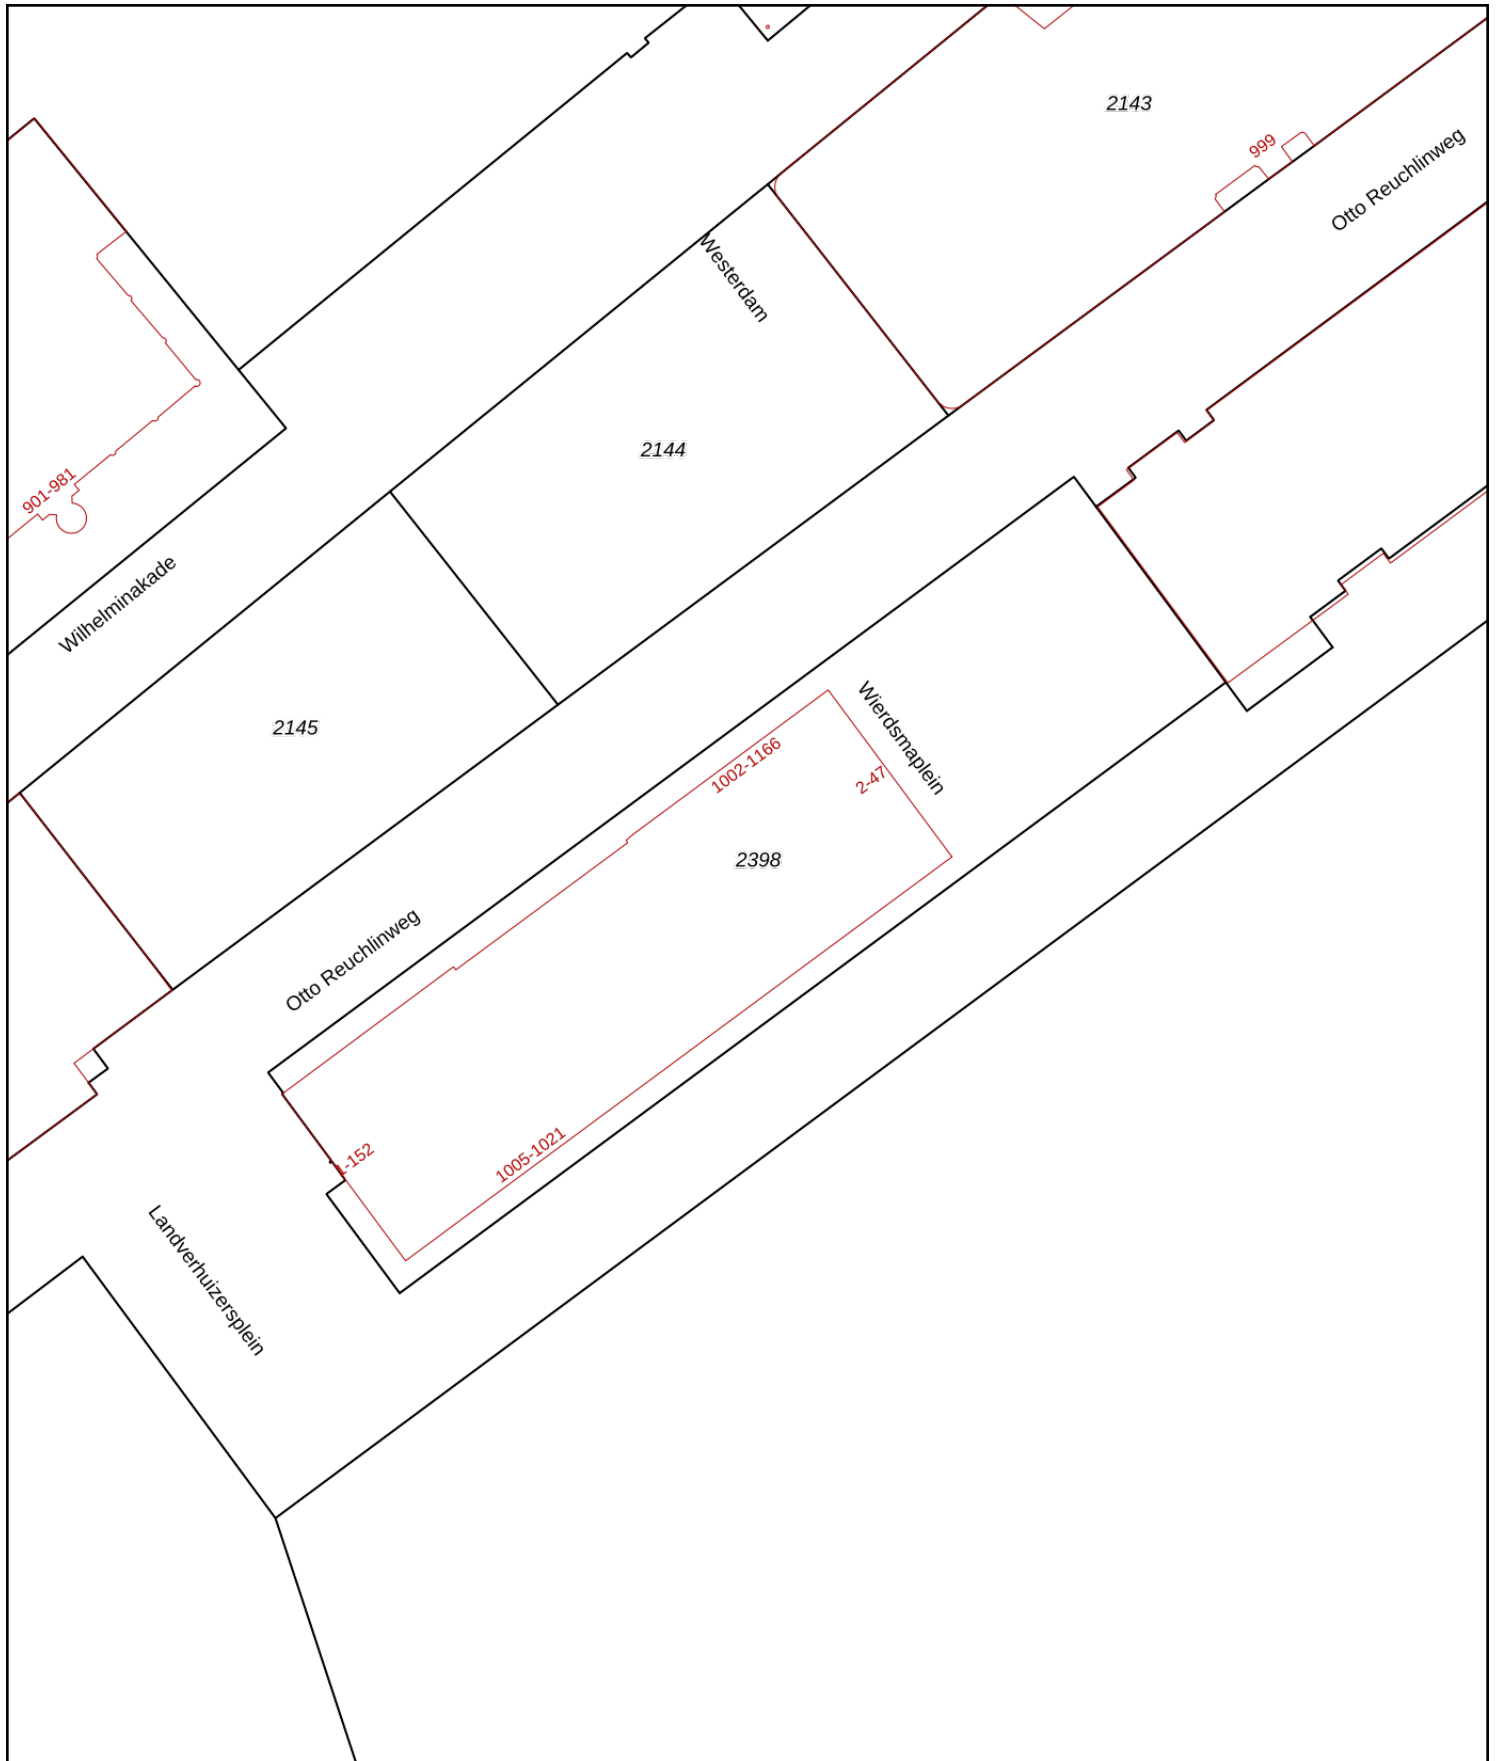 2143
Otto Reuchlinweg
999
Westerdam
2144
901-981
Wilhelminakade
2145
Wierdsmaplein
1002-1166
2-47
2398
Otto Reuchlinweg
1005-1021
1-152
Landverhuizersplein